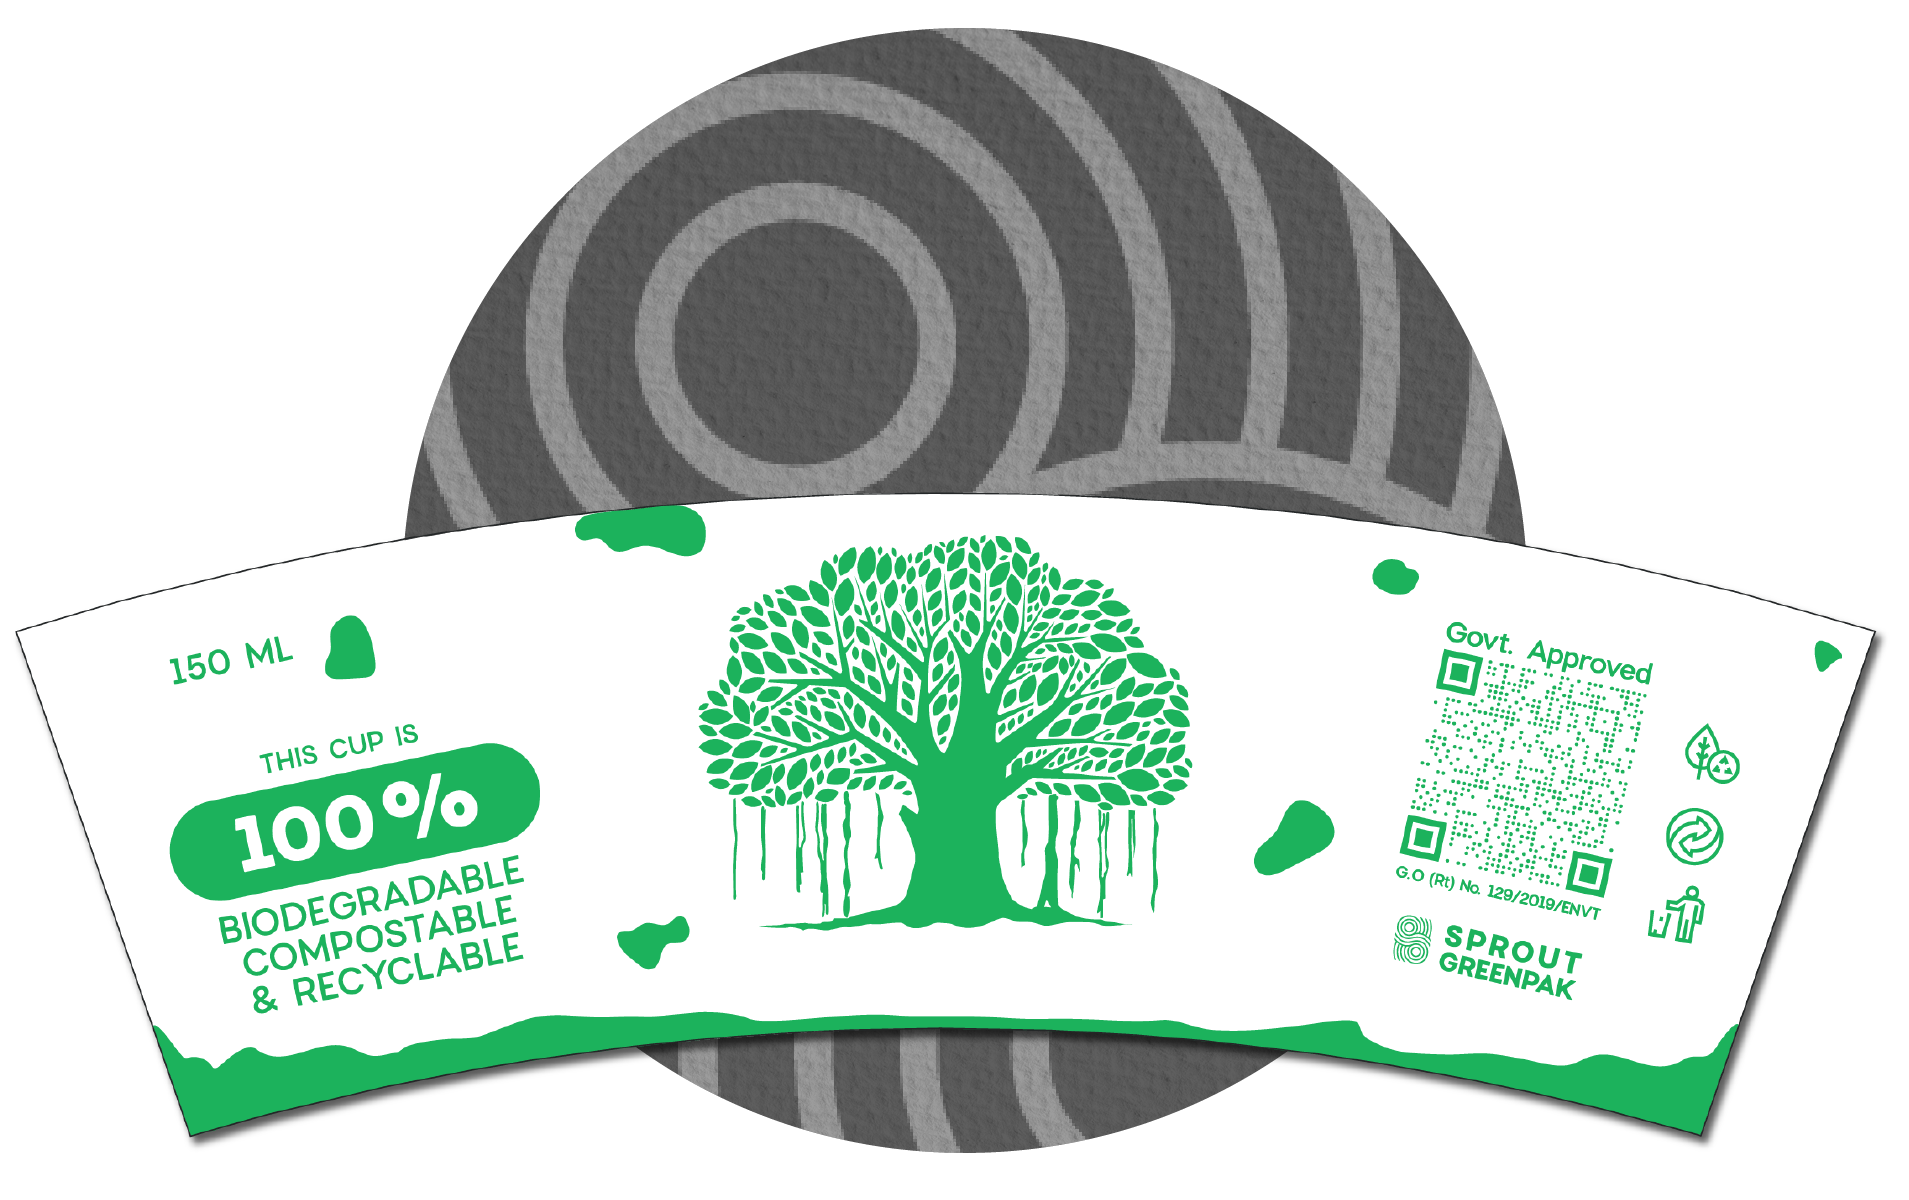 150 ML
THIS CUP IS
100%
BIODEGRADABLE
COMPOSTABLE
& RECYCLABLE
Govt. Approved
G.O (Rt) No. 129/2019/ENVT
SPROUT
GREENPAK